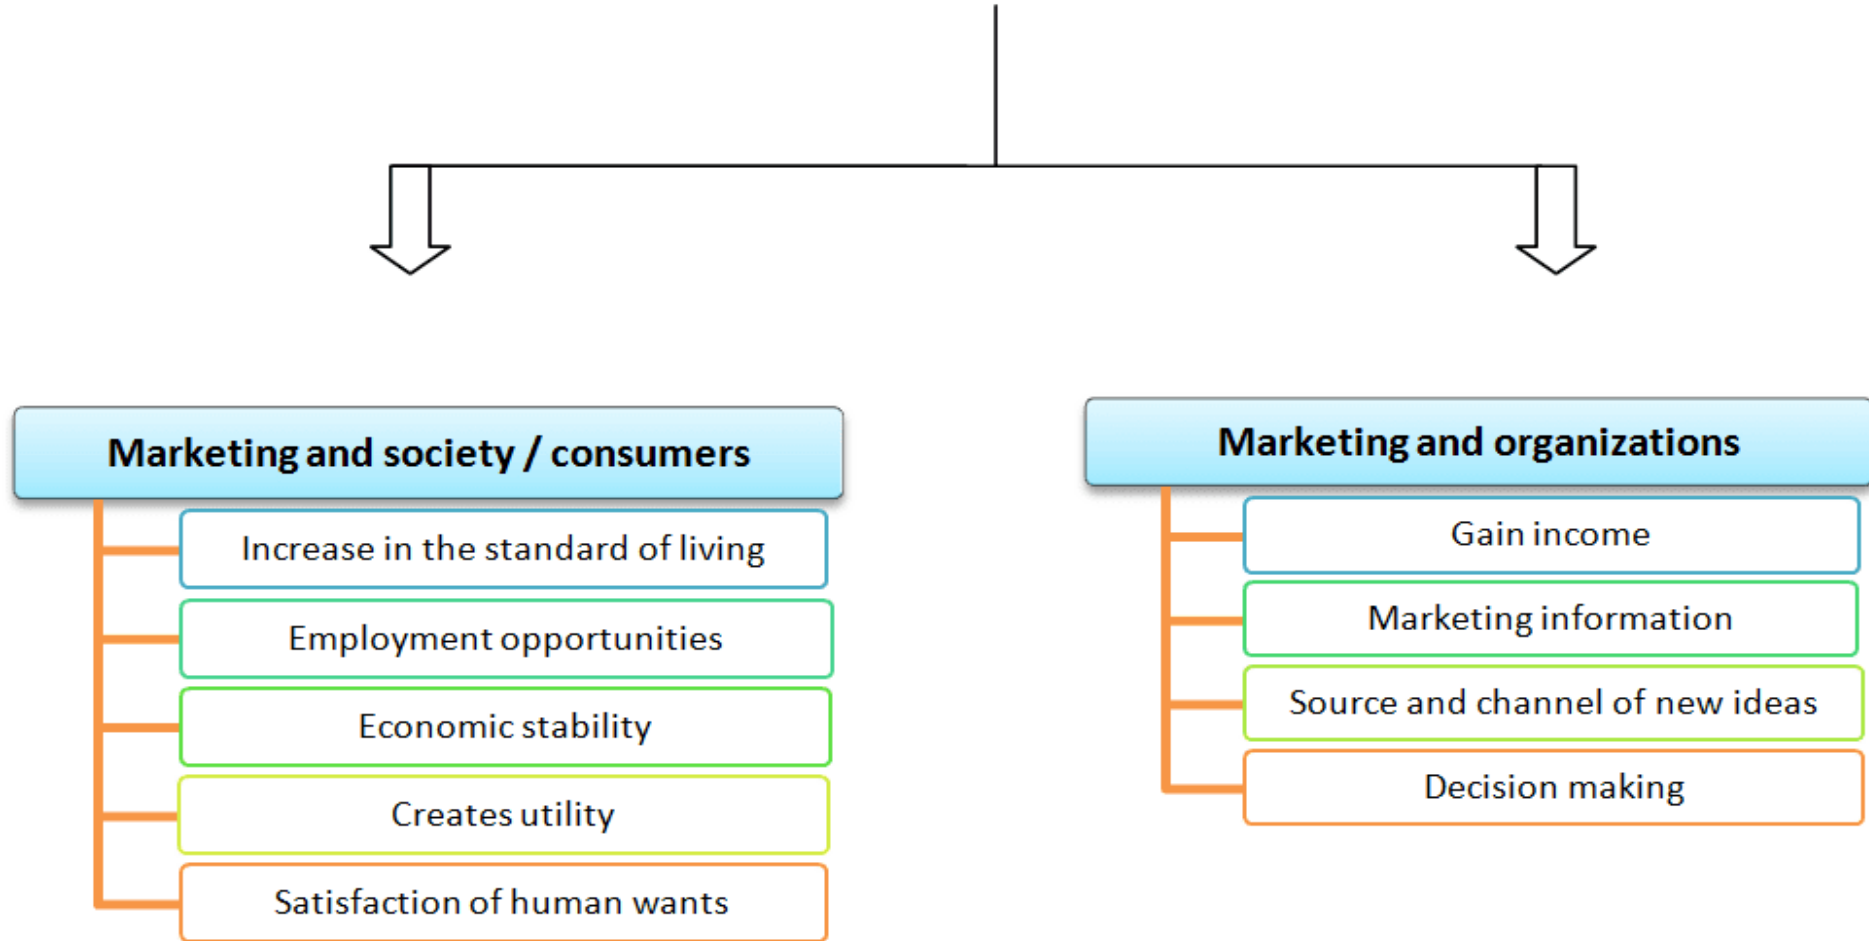 Marketing and society / consumers
Increase in the standard of living
Employment opportunities
Economic stability
Creates utility
Satisfaction of human wants
Marketing and organizations
Gain income
Marketing information
Source and channel of new ideas
Decision making